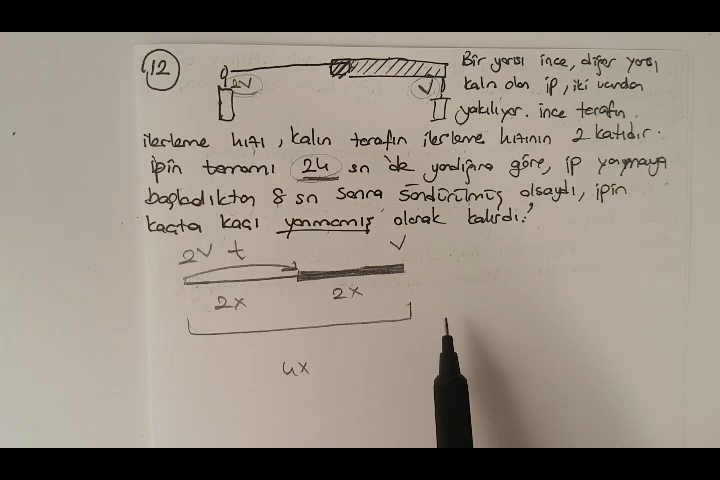 12
2V
V
Bir yarısı ince, diğer yarısı
kalın olan ip, iki uçundan
yakılıyor. ince tarafın
ilerleme hızı, kalın tarafın ilerleme hızının 2 katıdır.
İpin tamamı 24 sn 'de yandığına göre, ip yanmaya
başladıktan 8 sn sonra söndürülmüş olsaydı, ipin
kaçta kaçı yanmamış olarak kalırdı?
2V t V
2x 2x
4x